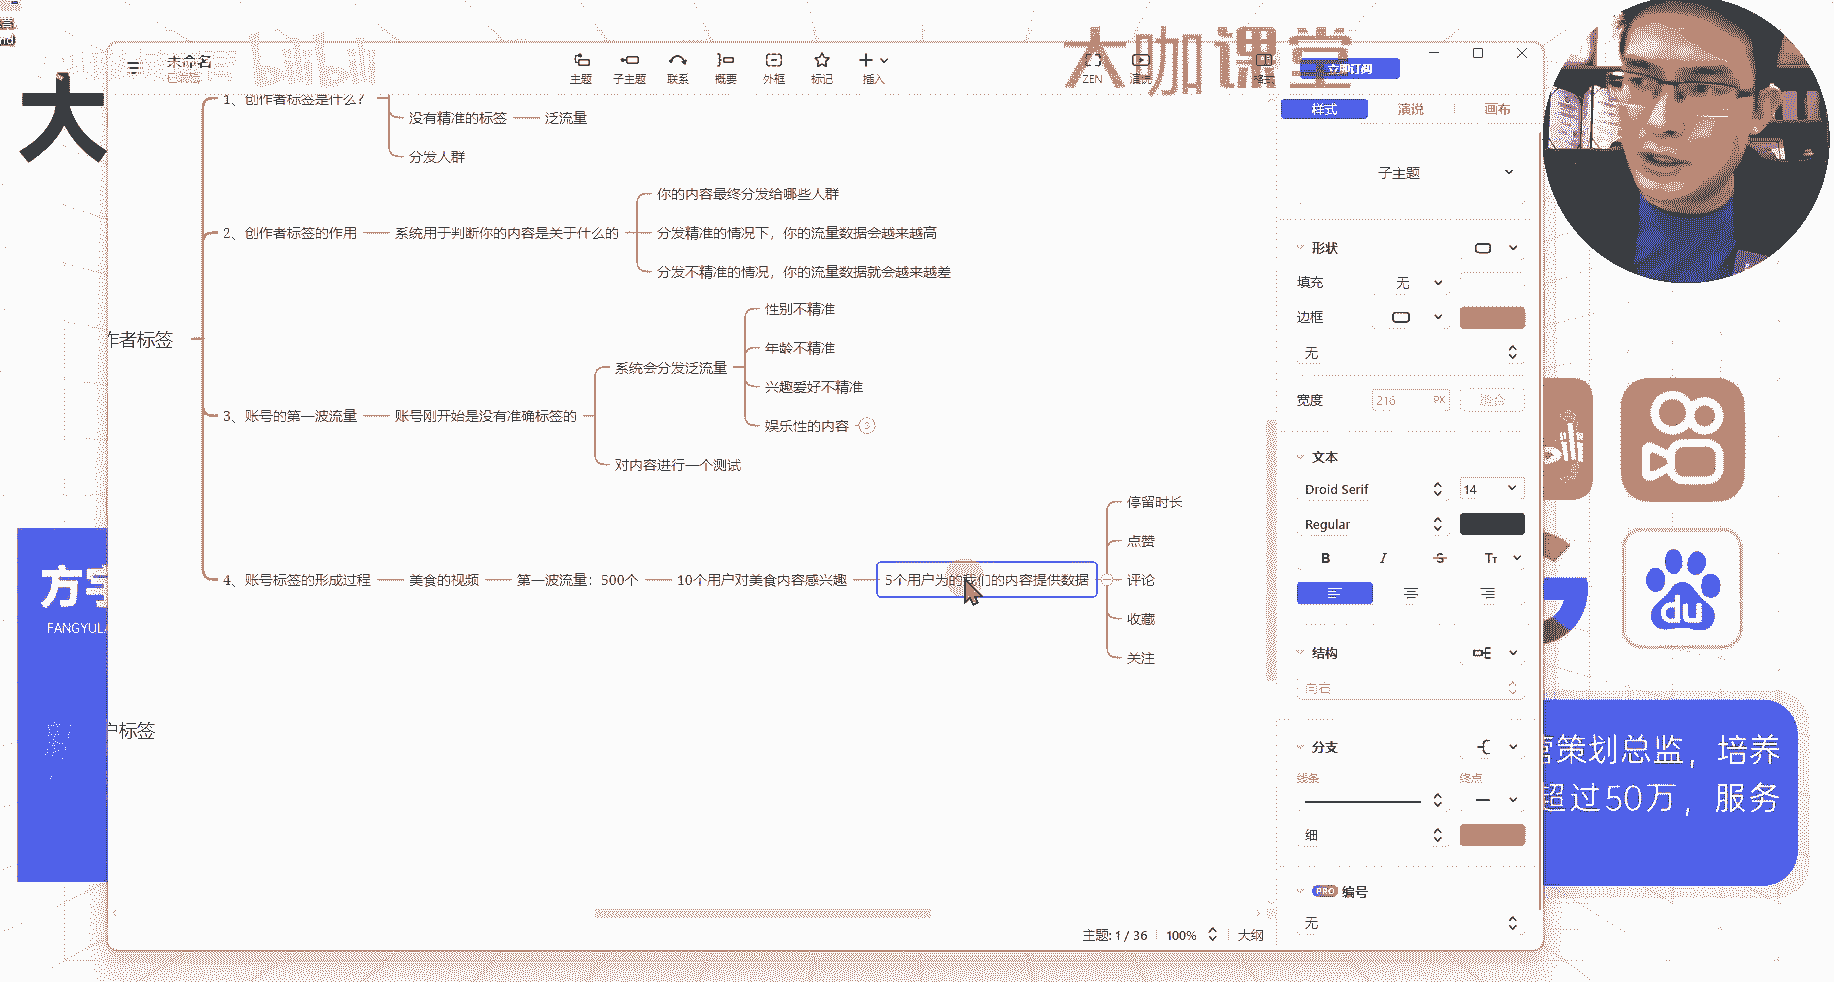 大咖课堂
bilibili
大
未命名
已编辑
主题
子主题
联系
概要
外框
标记
插入
ZEN
演说
格式
立即订阅
样式
演说
画布
1、创作者标签是什么？
没有精准的标签
泛流量
分发人群
你的内容最终分发给哪些人群
2、创作者标签的作用
系统用于判断你的内容是关于什么的
分发精准的情况下，你的流量数据会越来越高
分发不精准的情况，你的流量数据就会越来越差
作者标签
性别不精准
年龄不精准
系统会分发泛流量
兴趣爱好不精准
娱乐性的内容
3
3、账号的第一波流量
账号刚开始是没有准确标签的
对内容进行一个测试
停留时长
点赞
4、账号标签的形成过程
美食的视频
第一波流量：500个
10个用户对美食内容感兴趣
5个用户为的我们的内容提供数据
评论
收藏
关注
户标签
子主题
形状
填充
无
边框
无
宽度
216
PX
文本
Droid Serif
14
Regular
B
I
S
Tт
结构
向右
分支
线条
终点
细
PRO 编号
无
主题: 1 / 36
100%
大纲
方宇
FANGYULA
bili
du
营策划总监，培养
超过50万，服务